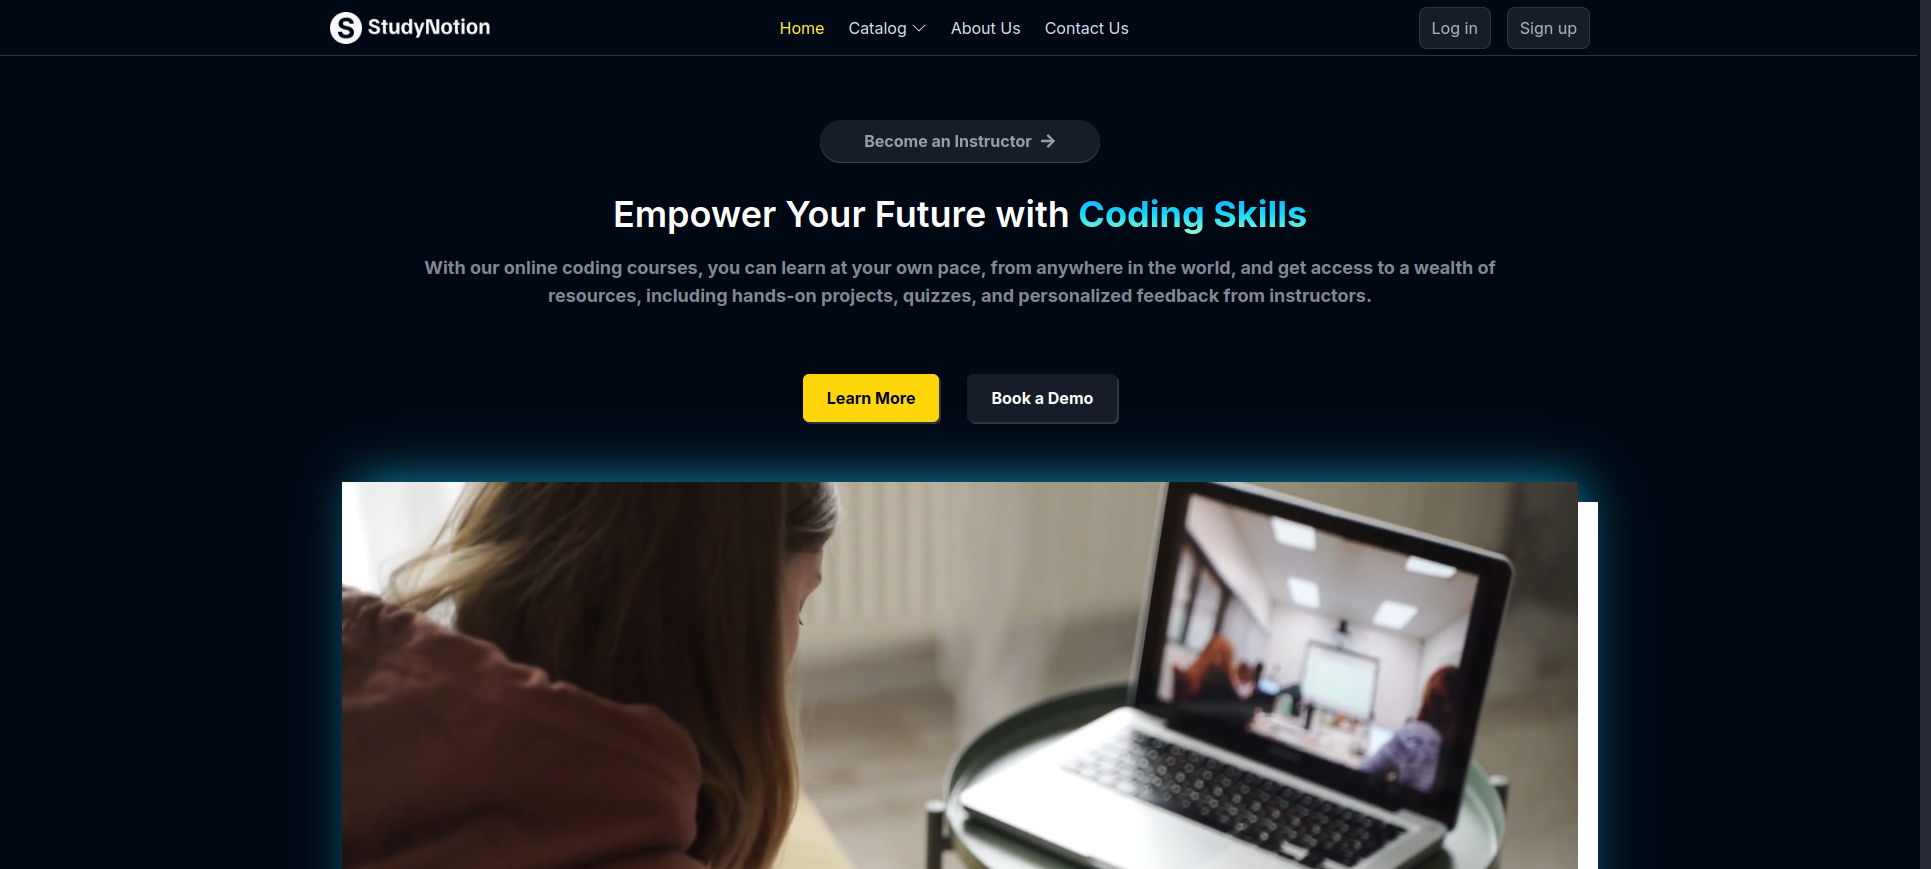 StudyNotion
Home Catalog About Us Contact Us
Log in Sign up
Become an Instructor
Empower Your Future with Coding Skills
With our online coding courses, you can learn at your own pace, from anywhere in the world, and get access to a wealth of
resources, including hands-on projects, quizzes, and personalized feedback from instructors.
Learn More Book a Demo